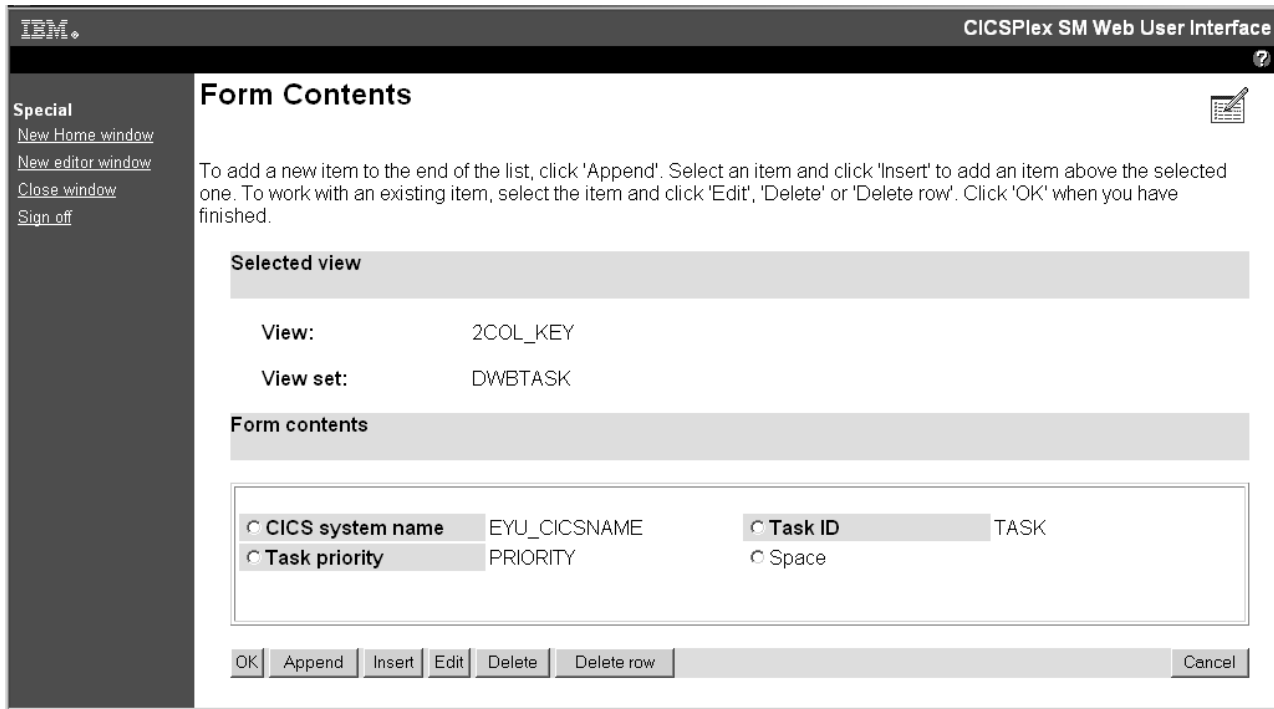 IBM®
CICSPlex SM Web User Interface
?
Special
New Home window
New editor window
Close window
Sign off
Form Contents
To add a new item to the end of the list, click 'Append'. Select an item and click 'Insert' to add an item above the selected
one. To work with an existing item, select the item and click 'Edit', 'Delete' or 'Delete row'. Click 'OK' when you have
finished.
Selected view
View: 2COL_KEY
View set: DWBTASK
Form contents
CICS system name EYU_CICSNAME Task ID TASK
Task priority PRIORITY Space
OK Append Insert Edit Delete Delete row Cancel